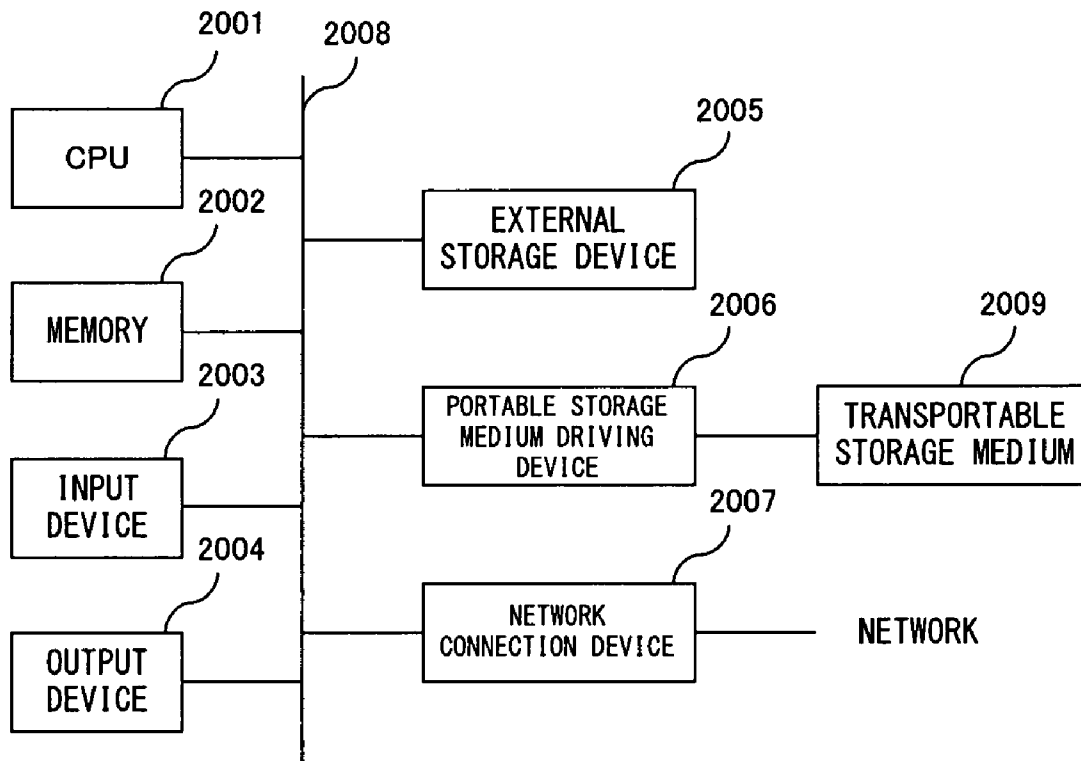 2001
2008
CPU
2005
2002
EXTERNAL
STORAGE DEVICE
MEMORY
2006
2009
2003
PORTABLE STORAGE
MEDIUM DRIVING
DEVICE
TRANSPORTABLE
STORAGE MEDIUM
INPUT
DEVICE
2007
2004
NETWORK
CONNECTION DEVICE
NETWORK
OUTPUT
DEVICE